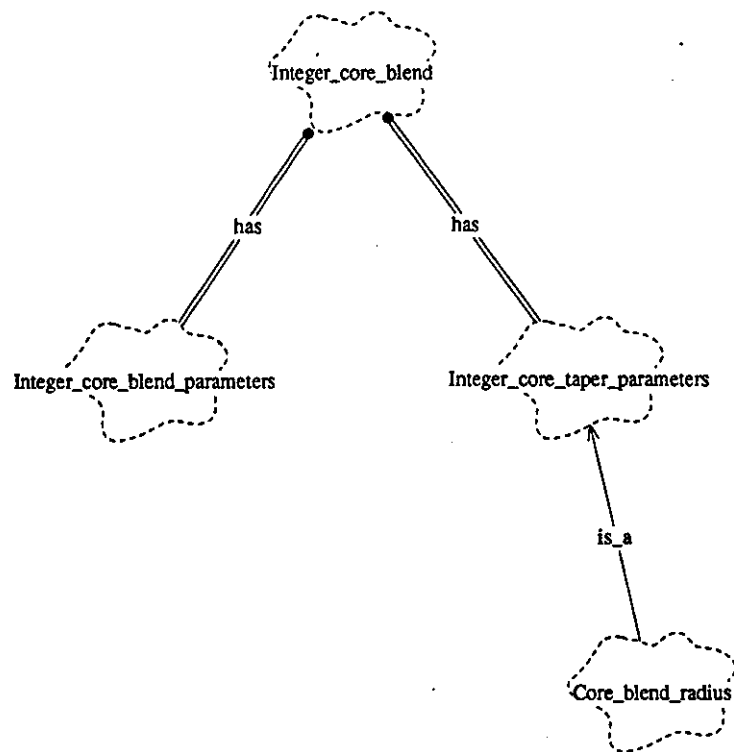 Integer_core_blend
has
has
Integer_core_blend_parameters
Integer_core_taper_parameters
is_a
Core_blend_radius